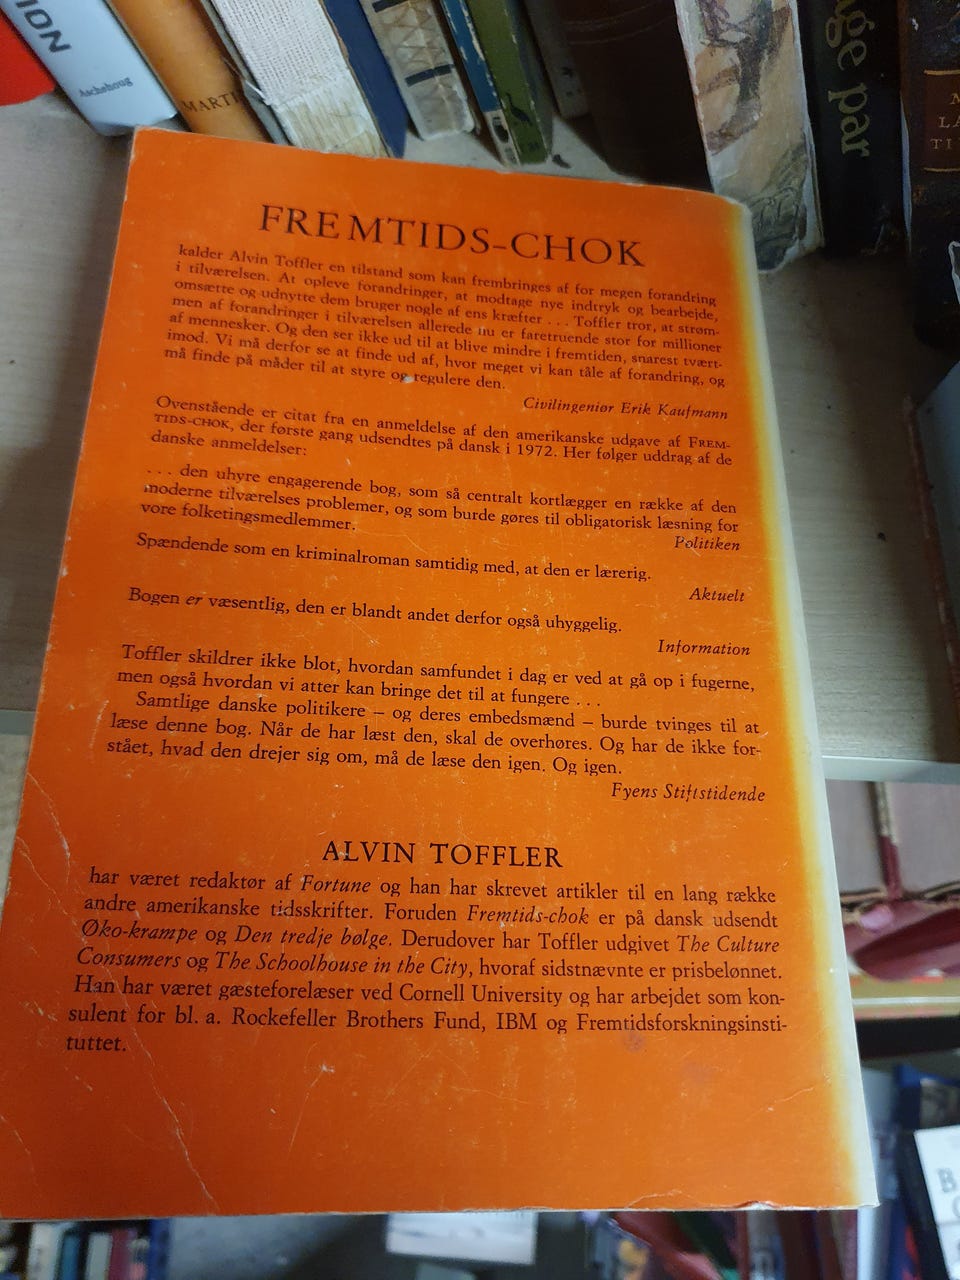 ION
Aschehoug
MARTI
nge par
FREMTIDS-CHOK
kalder Alvin Toffler en tilstand som kan frembringes af for megen forandring
i tilværelsen. At opleve forandringer, at modtage nye indtryk og bearbejde,
omsætte og udnytte dem bruger nogle af ens kræfter . . . Toffler tror, at strøm-
men af forandringer i tilværelsen allerede nu er faretruende stor for millioner
af mennesker. Og den ser ikke ud til at blive mindre i fremtiden, snarest tvært-
imod. Vi må derfor se at finde ud af, hvor meget vi kan tåle af forandring, og
må finde på måder til at styre og regulere den.
Civilingeniør Erik Kaufmann
Ovenstående er citat fra en anmeldelse af den amerikanske udgave af FREM-
TIDS-CHOK, der første gang udsendtes på dansk i 1972. Her følger uddrag af de
danske anmeldelser:
. . . den uhyre engagerende bog, som så centralt kortlægger en række af den
moderne tilværelses problemer, og som burde gøres til obligatorisk læsning for
vore folketingsmedlemmer.
Politiken
Spændende som en kriminalroman samtidig med, at den er lærerig.
Aktuelt
Bogen er væsentlig, den er blandt andet derfor også uhyggelig.
Information
Toffler skildrer ikke blot, hvordan samfundet i dag er ved at gå op i fugerne,
men også hvordan vi atter kan bringe det til at fungere . . .
Samtlige danske politikere – og deres embedsmænd – burde tvinges til at
læse denne bog. Når de har læst den, skal de overhøres. Og har de ikke for-
stået, hvad den drejer sig om, må de læse den igen. Og igen.
Fyens Stiftstidende
ALVIN TOFFLER
har været redaktør af Fortune og han har skrevet artikler til en lang række
andre amerikanske tidsskrifter. Foruden Fremtids-chok er på dansk udsendt
Øko-krampe og Den tredje bølge. Derudover har Toffler udgivet The Culture
Consumers og The Schoolhouse in the City, hvoraf sidstnævnte er prisbelønnet.
Han har været gæsteforelæser ved Cornell University og har arbejdet som kon-
sulent for bl. a. Rockefeller Brothers Fund, IBM og Fremtidsforskningsinsti-
tuttet.